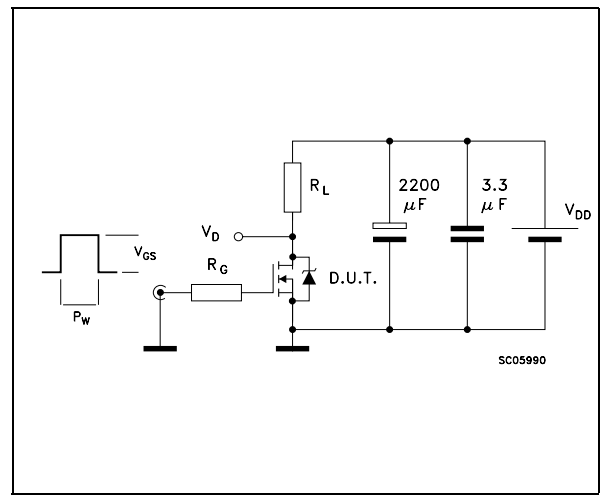 R_L
2200 μF
3.3 μF
V_DD
V_D
V_GS
R_G
D.U.T.
P_W
SC05990